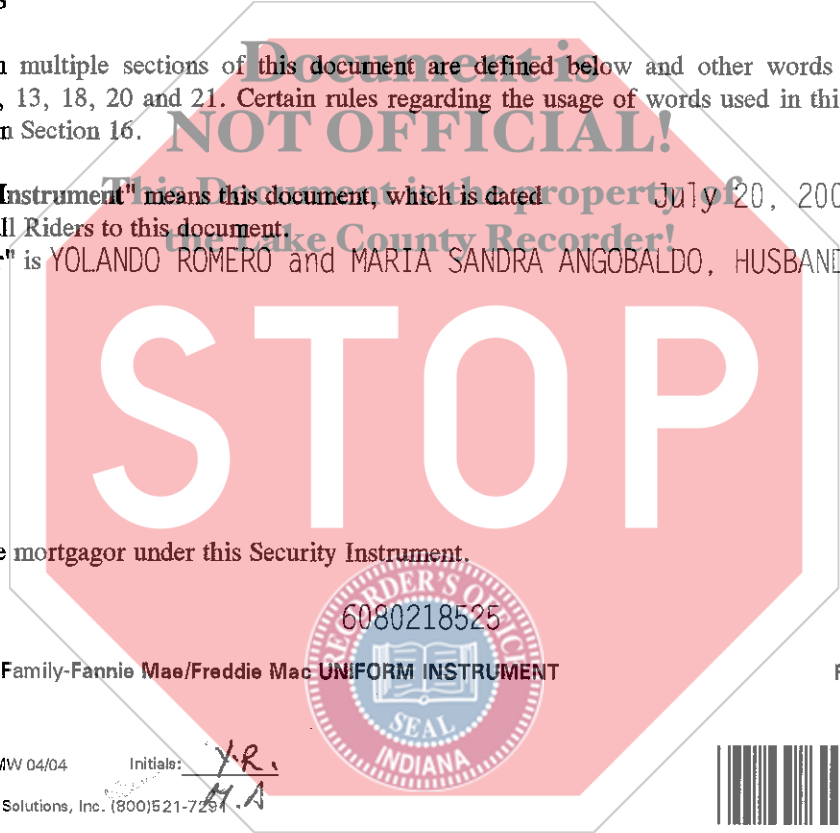 G
n multiple sections of this document are defined below and other words
, 13, 18, 20 and 21. Certain rules regarding the usage of words used in thi
n Section 16.
Document is
NOT OFFICIAL!
This Document is the property of
the Lake County Recorder!
Instrument" means this document, which is dated July 20, 200
ll Riders to this document.
" is YOLANDO ROMERO and MARIA SANDRA ANGOBALDO, HUSBAND
STOP
e mortgagor under this Security Instrument.
RECORDER'S OFFICE
6080218525
Family-Fannie Mae/Freddie Mac UNIFORM INSTRUMENT
F
SEAL
INDIANA
MW 04/04 Initials: Y.R.
M.A
Solutions, Inc. (800)521-7291